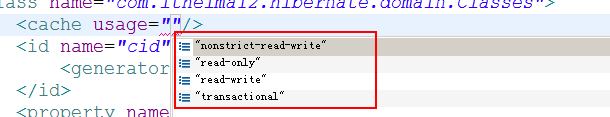 lass name="com.itheima12.hibernate.domain.Classes">
<cache usage=""/>
<id name="cid"
"nonstrict-read-write"
<generator
"read-only"
"read-write"
</id>
"transactional"
<property name